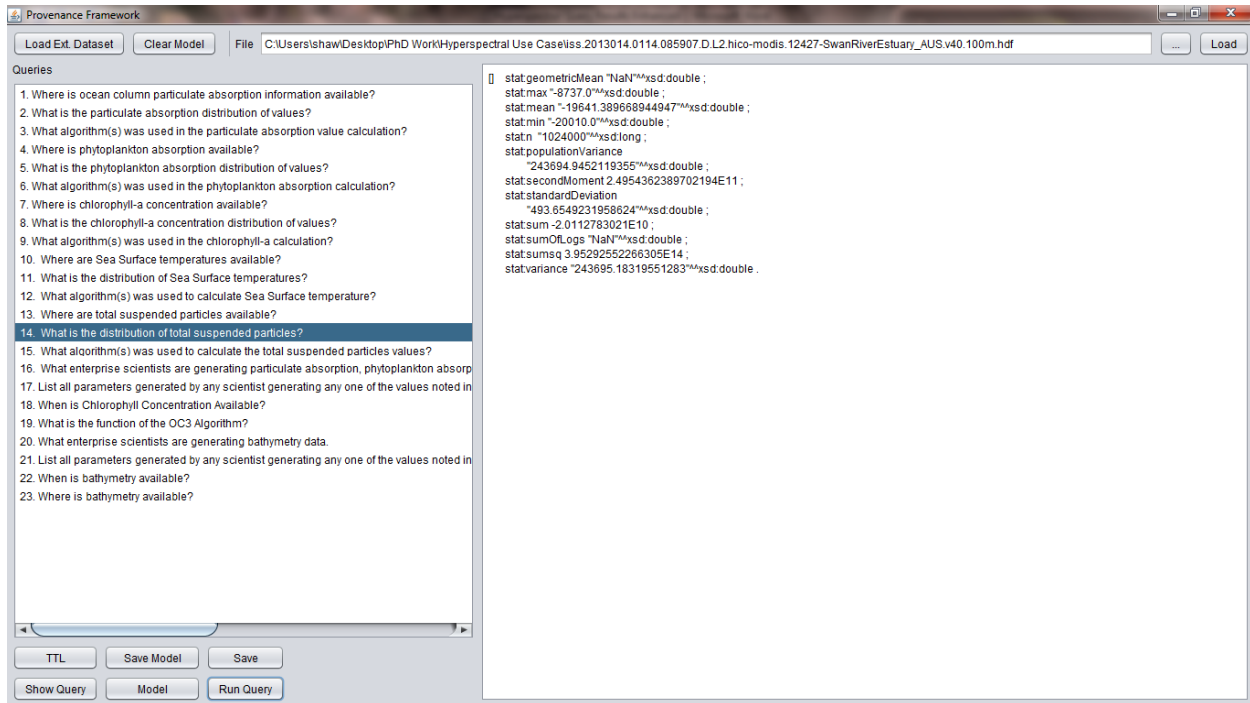 Provenance Framework
Load Ext. Dataset
Clear Model
File
C:\Users\shaw\Desktop\PhD Work\Hyperspectral Use Case\iss.2013014.0114.085907.D.L2.hico-modis.12427-SwanRiverEstuary_AUS.v40.100m.hdf
...
Load
Queries
1. Where is ocean column particulate absorption information available?
2. What is the particulate absorption distribution of values?
3. What algorithm(s) was used in the particulate absorption value calculation?
4. Where is phytoplankton absorption available?
5. What is the phytoplankton absorption distribution of values?
6. What algorithm(s) was used in the phytoplankton absorption calculation?
7. Where is chlorophyll-a concentration available?
8. What is the chlorophyll-a concentration distribution of values?
9. What algorithm(s) was used in the chlorophyll-a calculation?
10. Where are Sea Surface temperatures available?
11. What is the distribution of Sea Surface temperatures?
12. What algorithm(s) was used to calculate Sea Surface temperature?
13. Where are total suspended particles available?
14. What is the distribution of total suspended particles?
15. What algorithm(s) was used to calculate the total suspended particles values?
16. What enterprise scientists are generating particulate absorption, phytoplankton absorp
17. List all parameters generated by any scientist generating any one of the values noted in
18. When is Chlorophyll Concentration Available?
19. What is the function of the OC3 Algorithm?
20. What enterprise scientists are generating bathymetry data.
21. List all parameters generated by any scientist generating any one of the values noted in
22. When is bathymetry available?
23. Where is bathymetry available?
TTL
Save Model
Save
Show Query
Model
Run Query
[] stat:geometricMean "NaN"^^xsd:double ;
stat:max "-8737.0"^^xsd:double ;
stat:mean "-19641.389668944947"^^xsd:double ;
stat:min "-20010.0"^^xsd:double ;
stat:n "1024000"^^xsd:long ;
stat:populationVariance
"243694.9452119355"^^xsd:double ;
stat:secondMoment 2.4954362389702194E11 ;
stat:standardDeviation
"493.6549231958624"^^xsd:double ;
stat:sum -2.0112783021E10 ;
stat:sumOfLogs "NaN"^^xsd:double ;
stat:sumsq 3.95292552266305E14 ;
stat:variance "243695.18319551283"^^xsd:double .